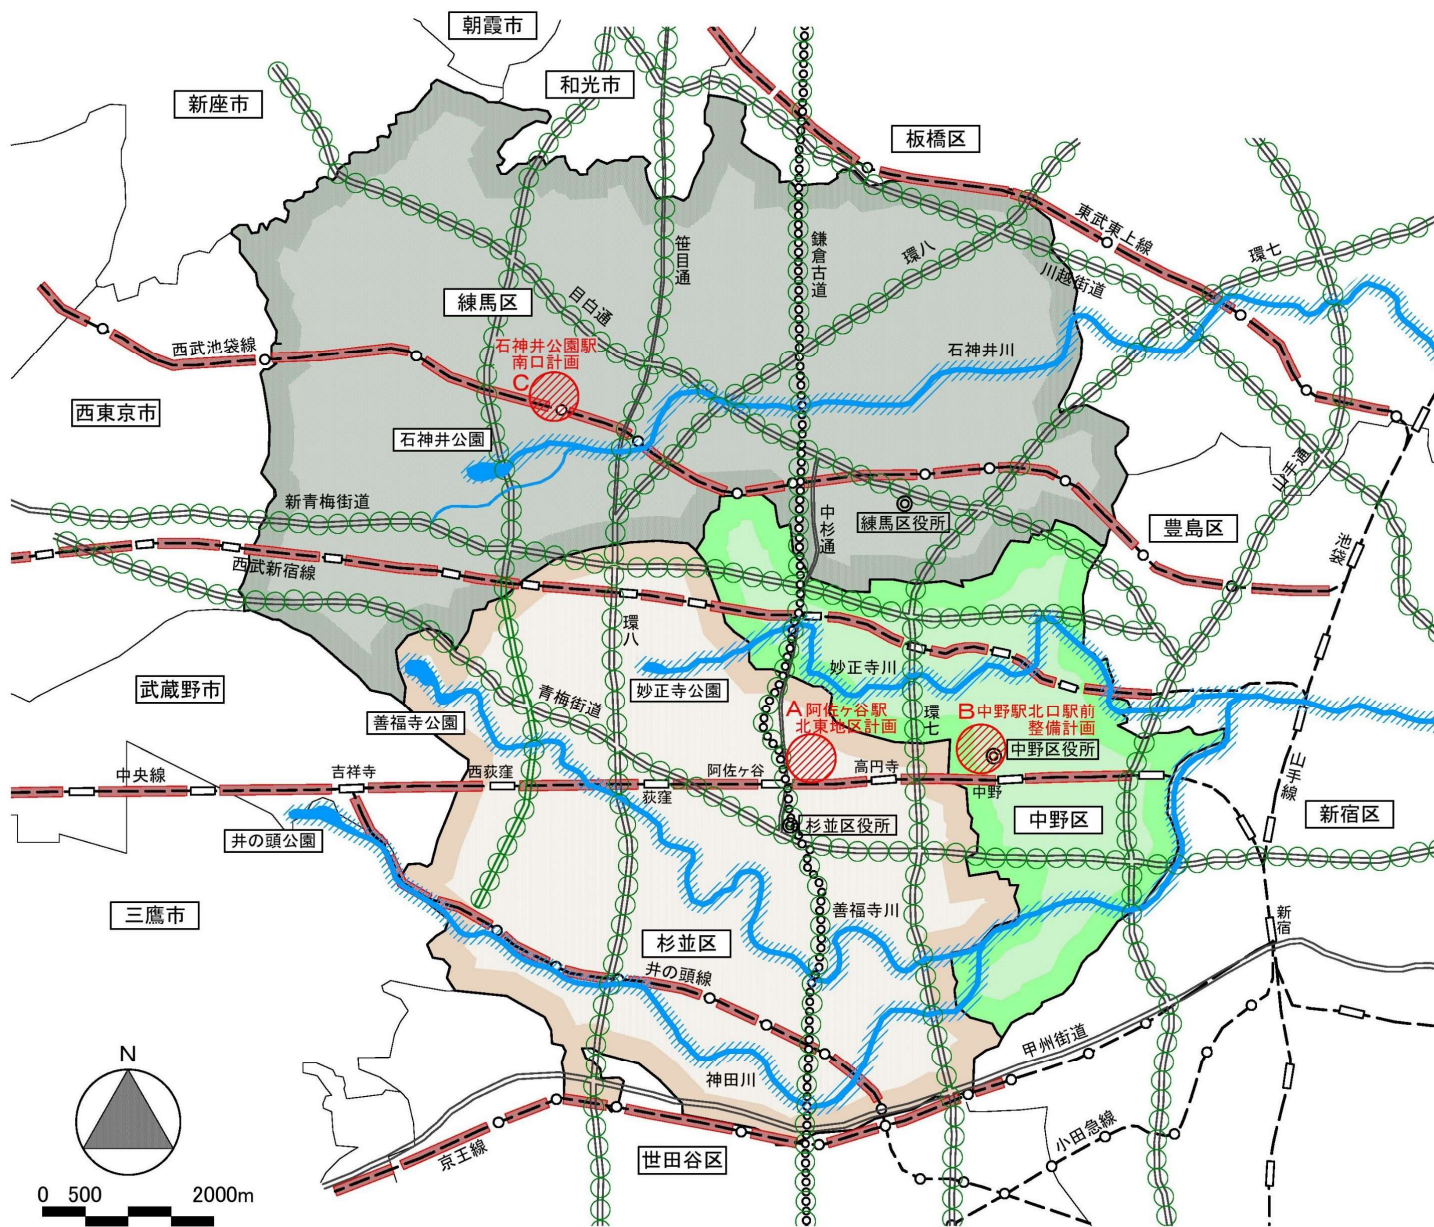 朝霞市
和光市
新座市
板橋区
東武東上線
環七
笹目通
鎌倉古道
環八
川越街道
練馬区
目白通
西武池袋線
石神井公園駅
南口計画
C
石神井川
西東京市
石神井公園
山手通
新青梅街道
中杉通
練馬区役所
豊島区
池袋
西武新宿線
環八
武蔵野市
妙正寺川
妙正寺公園
善福寺公園
青梅街道
A 阿佐ヶ谷駅
北東地区計画
環七
B 中野駅北口駅前
整備計画
中野区役所
中央線
吉祥寺
西荻窪
荻窪
阿佐ヶ谷
高円寺
中野
山手線
杉並区役所
中野区
新宿区
井の頭公園
三鷹市
善福寺川
新宿
杉並区
井の頭線
甲州街道
神田川
N
京王線
世田谷区
小田急線
0 500 2000m